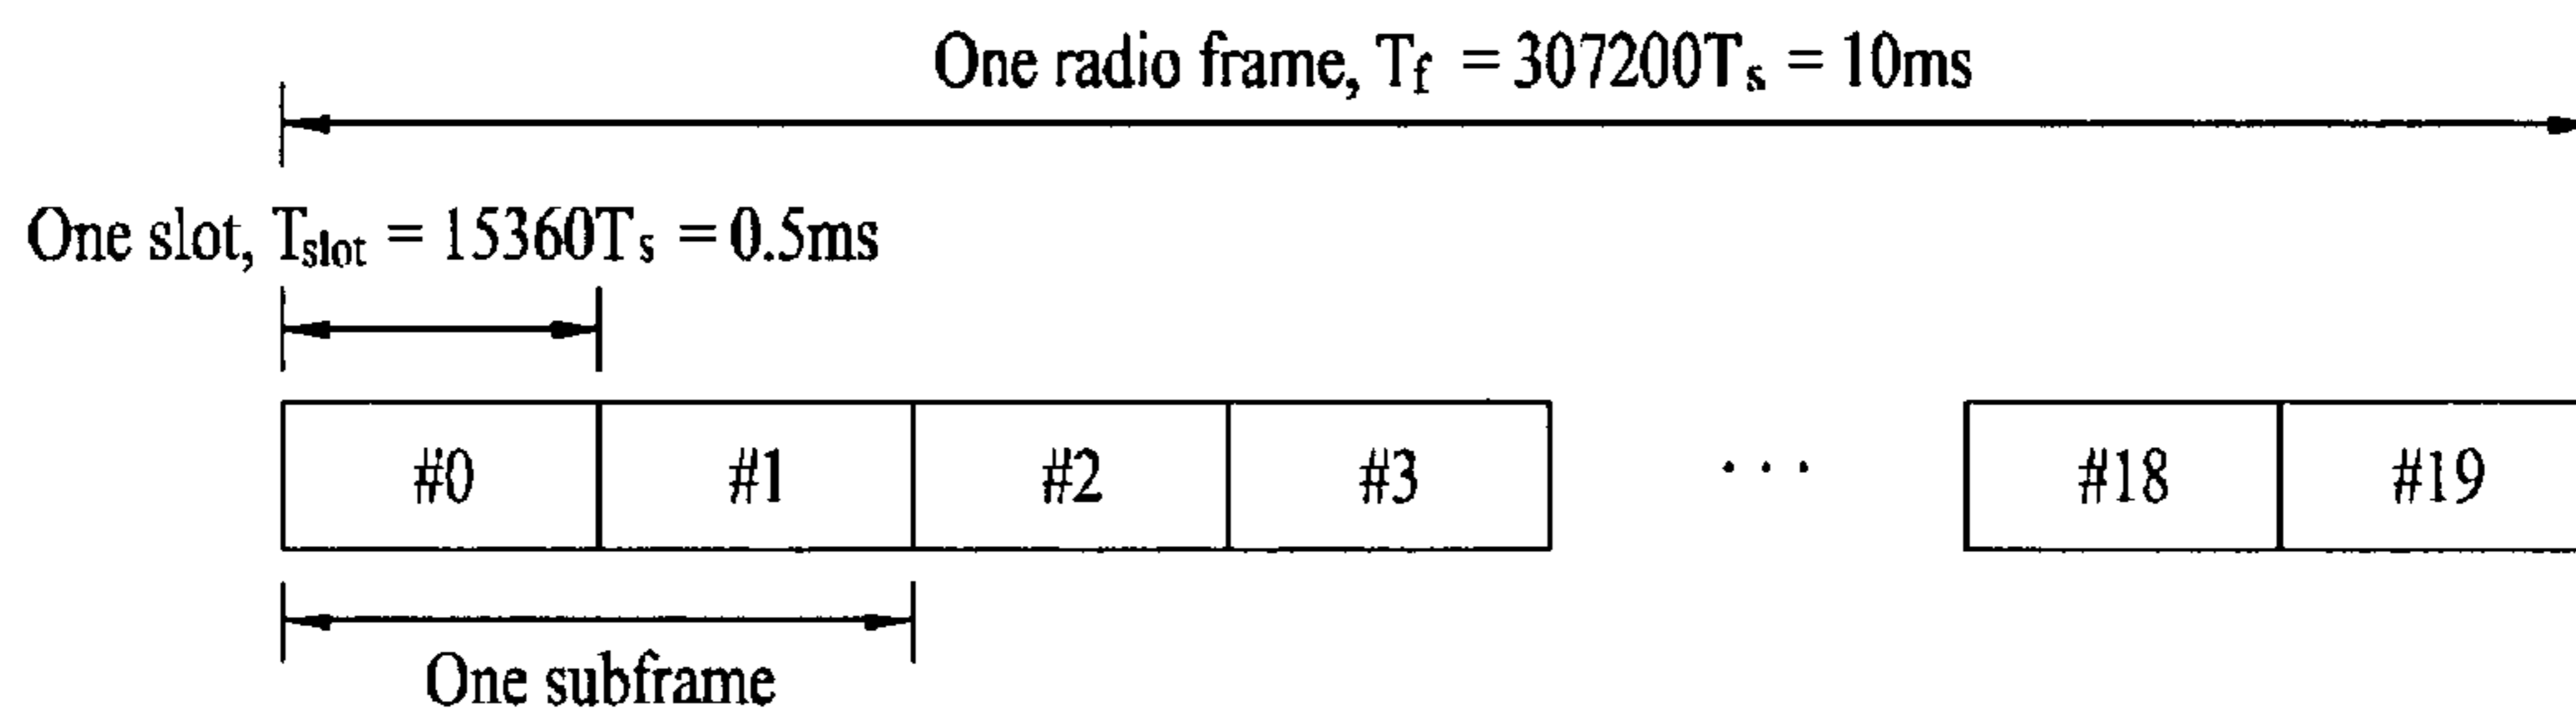 One radio frame, Tf = 307200Ts = 10ms
One slot, Tslot = 15360Ts = 0.5ms
#0 #1 #2 #3 ··· #18 #19
One subframe